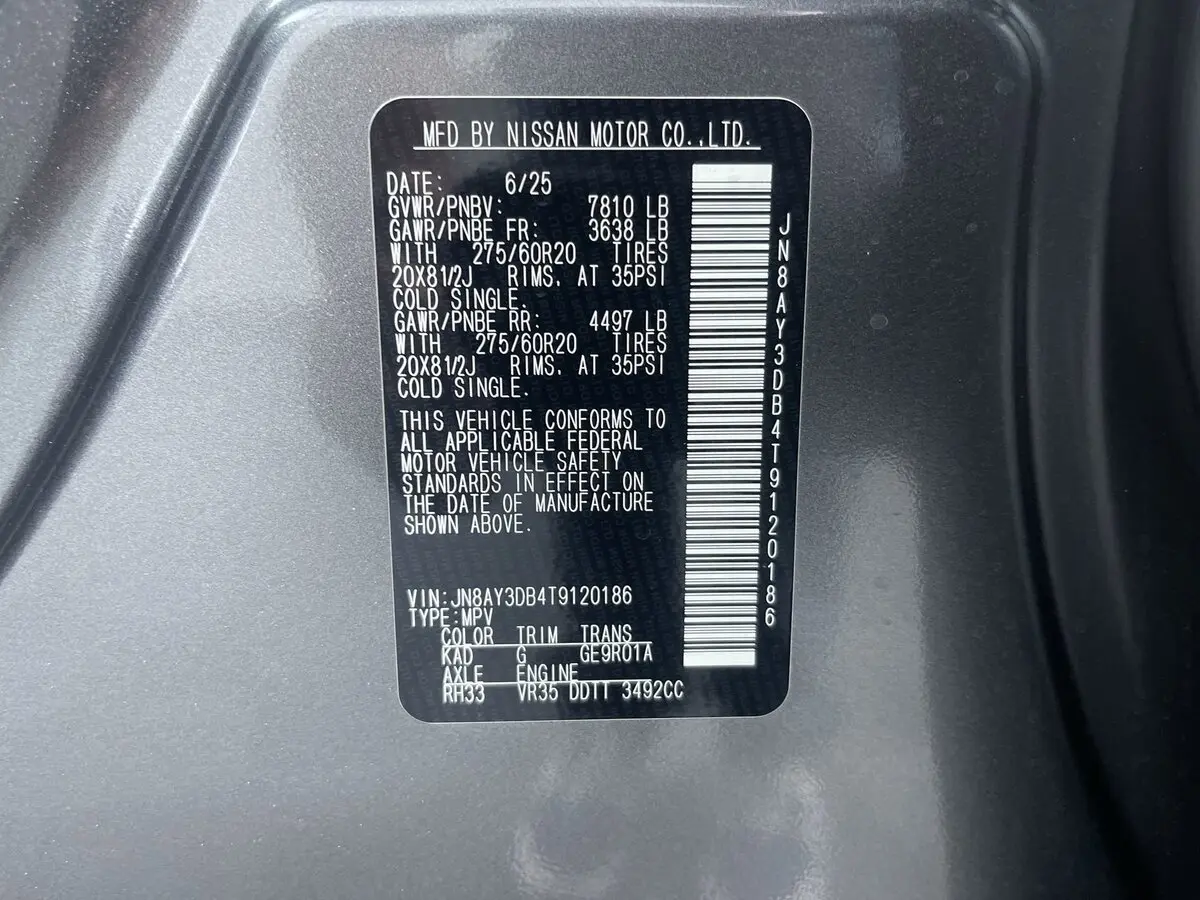 MFD BY NISSAN MOTOR CO.,LTD.
DATE: 6/25
GVWR/PNBV: 7810 LB
GAWR/PNBE FR: 3638 LB
WITH 275/60R20 TIRES
20X81/2J RIMS. AT 35PSI
COLD SINGLE.
GAWR/PNBE RR: 4497 LB
WITH 275/60R20 TIRES
20X81/2J RIMS. AT 35PSI
COLD SINGLE.
THIS VEHICLE CONFORMS TO
ALL APPLICABLE FEDERAL
MOTOR VEHICLE SAFETY
STANDARDS IN EFFECT ON
THE DATE OF MANUFACTURE
SHOWN ABOVE.
VIN:JN8AY3DB4T9120186
TYPE:MPV
COLOR TRIM TRANS
KAD G GE9R01A
AXLE ENGINE
RH33 VR35 DDTT 3492CC
JN8AY3DB4T9120186